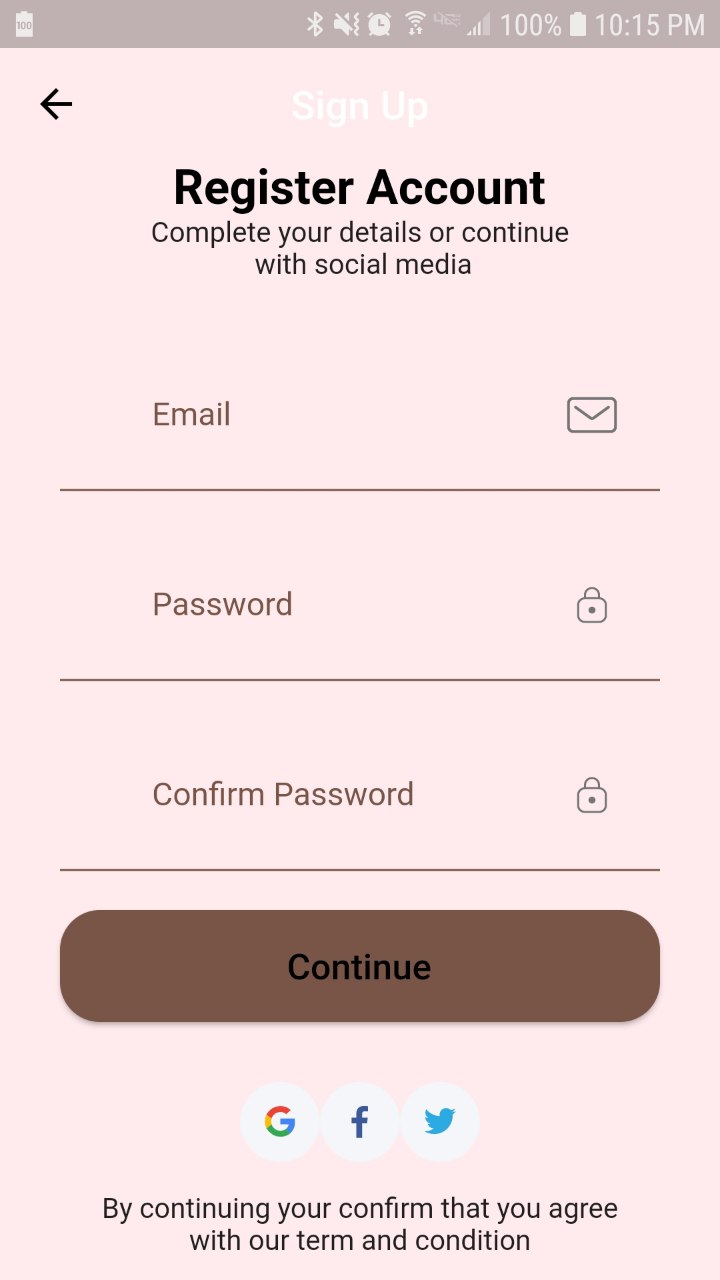 100
100% 10:15 PM
Sign Up
Register Account
Complete your details or continue
with social media
Email
Password
Confirm Password
Continue
By continuing your confirm that you agree
with our term and condition